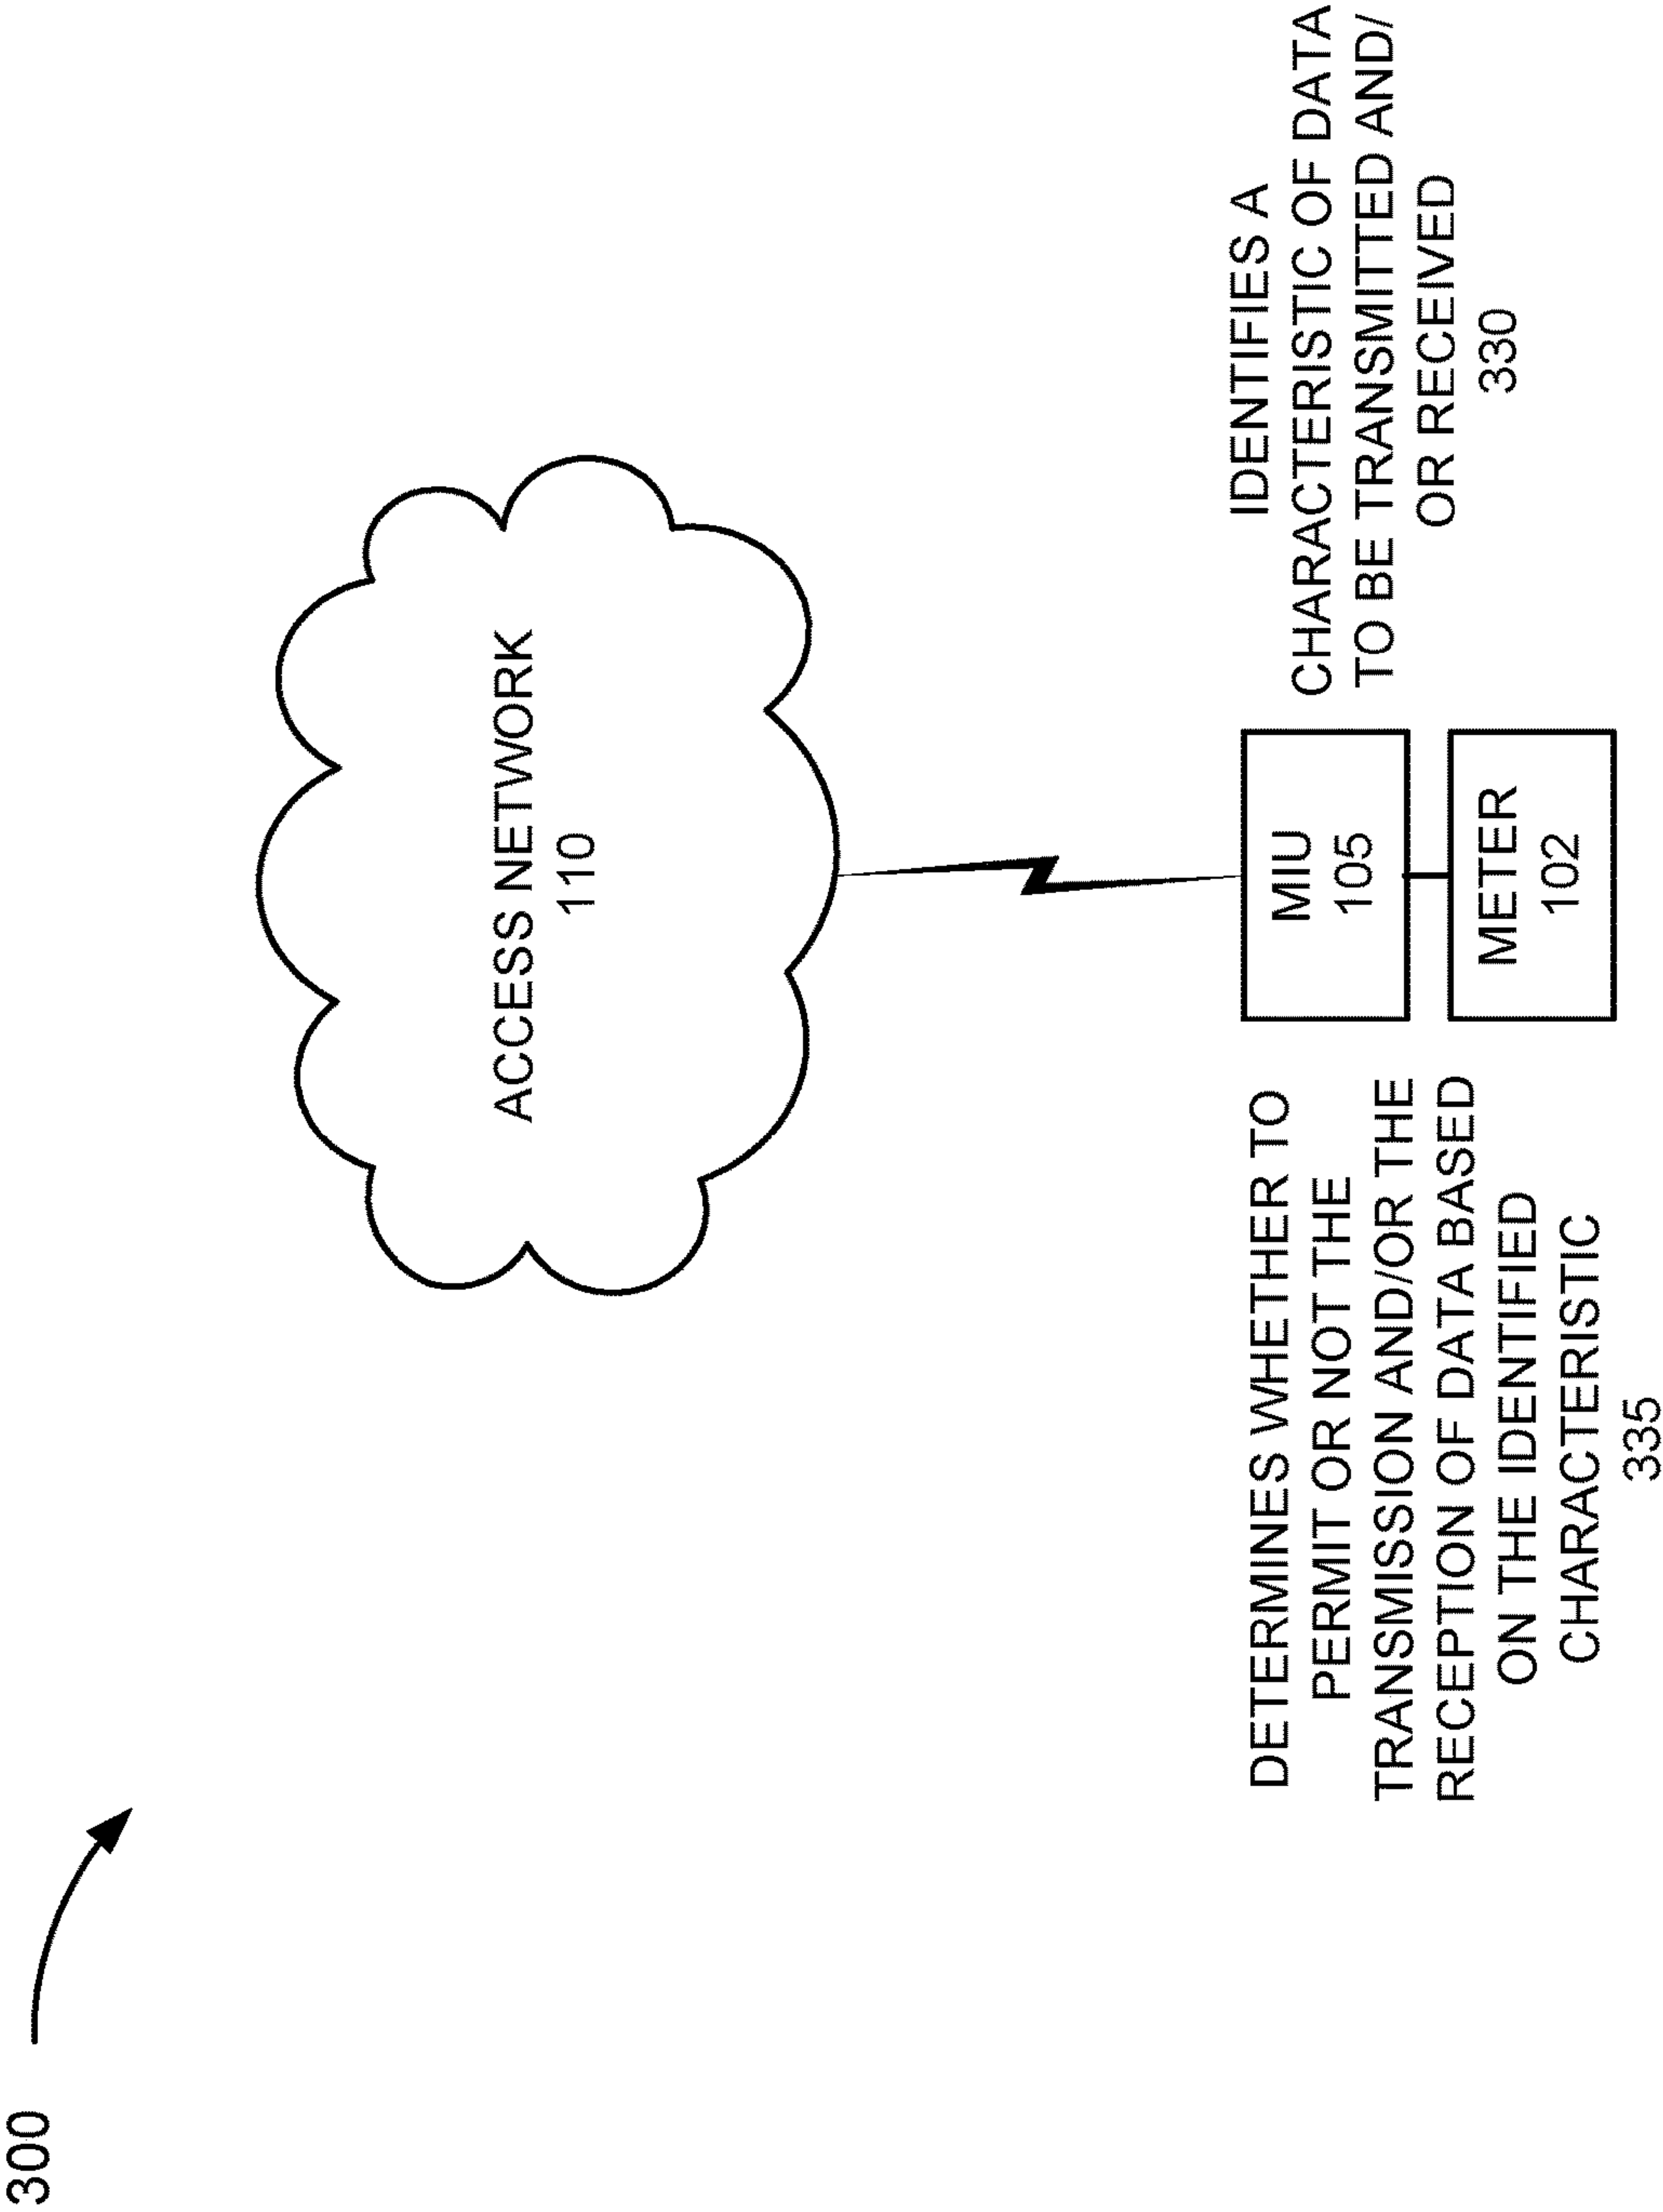 300
ACCESS NETWORK
110
DETERMINES WHETHER TO
PERMIT OR NOT THE
TRANSMISSION AND/OR THE
RECEPTION OF DATA BASED
ON THE IDENTIFIED
CHARACTERISTIC
335
MIU
105
METER
102
IDENTIFIES A
CHARACTERISTIC OF DATA
TO BE TRANSMITTED AND/
OR RECEIVED
330